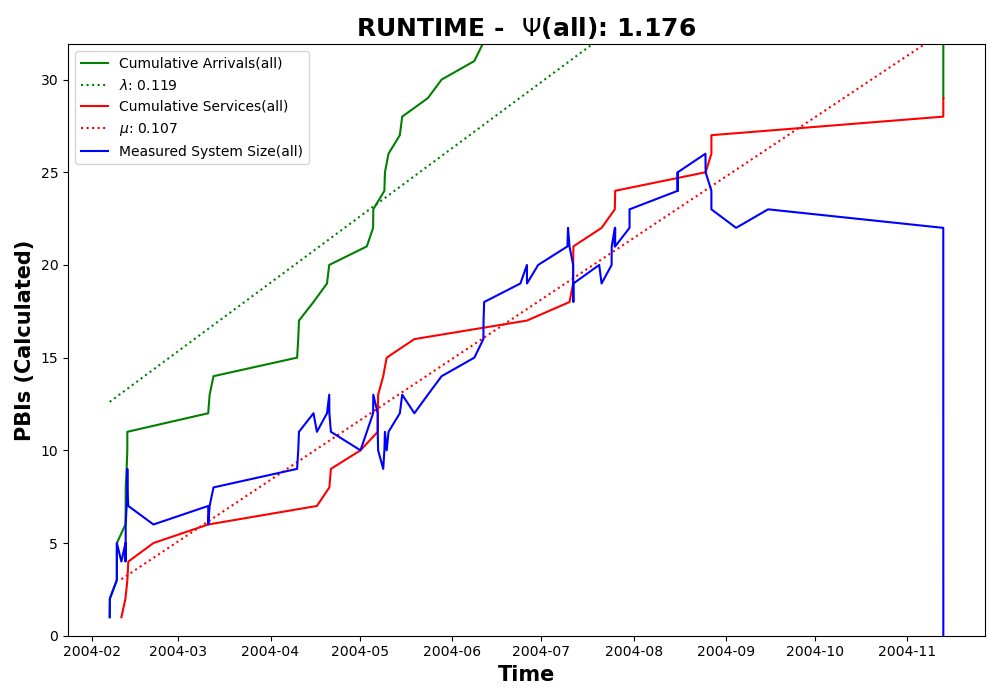 RUNTIME - Ψ(all): 1.176
Cumulative Arrivals(all)
λ: 0.119
Cumulative Services(all)
μ: 0.107
Measured System Size(all)
PBIs (Calculated)
30
25
20
15
10
5
0
2004-02 2004-03 2004-04 2004-05 2004-06 2004-07 2004-08 2004-09 2004-10 2004-11
Time